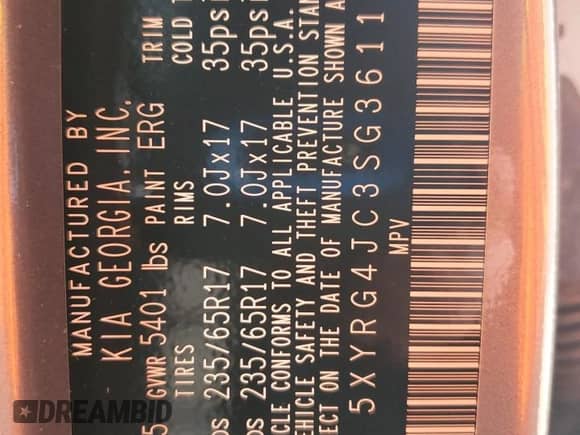 MANUFACTURED BY
KIA GEORGIA, INC.
5 GVWR 5401 lbs PAINT ERG TRIM
TIRES RIMS COLD
235/65R17 7.0Jx17 35psi
235/65R17 7.0Jx17 35psi
CLE CONFORMS TO ALL APPLICABLE U.S.A.
EHICLE SAFETY AND THEFT PREVENTION STAN
ECT ON THE DATE OF MANUFACTURE SHOWN A
5XYRG4JC3SG3611
MPV
DREAMBID